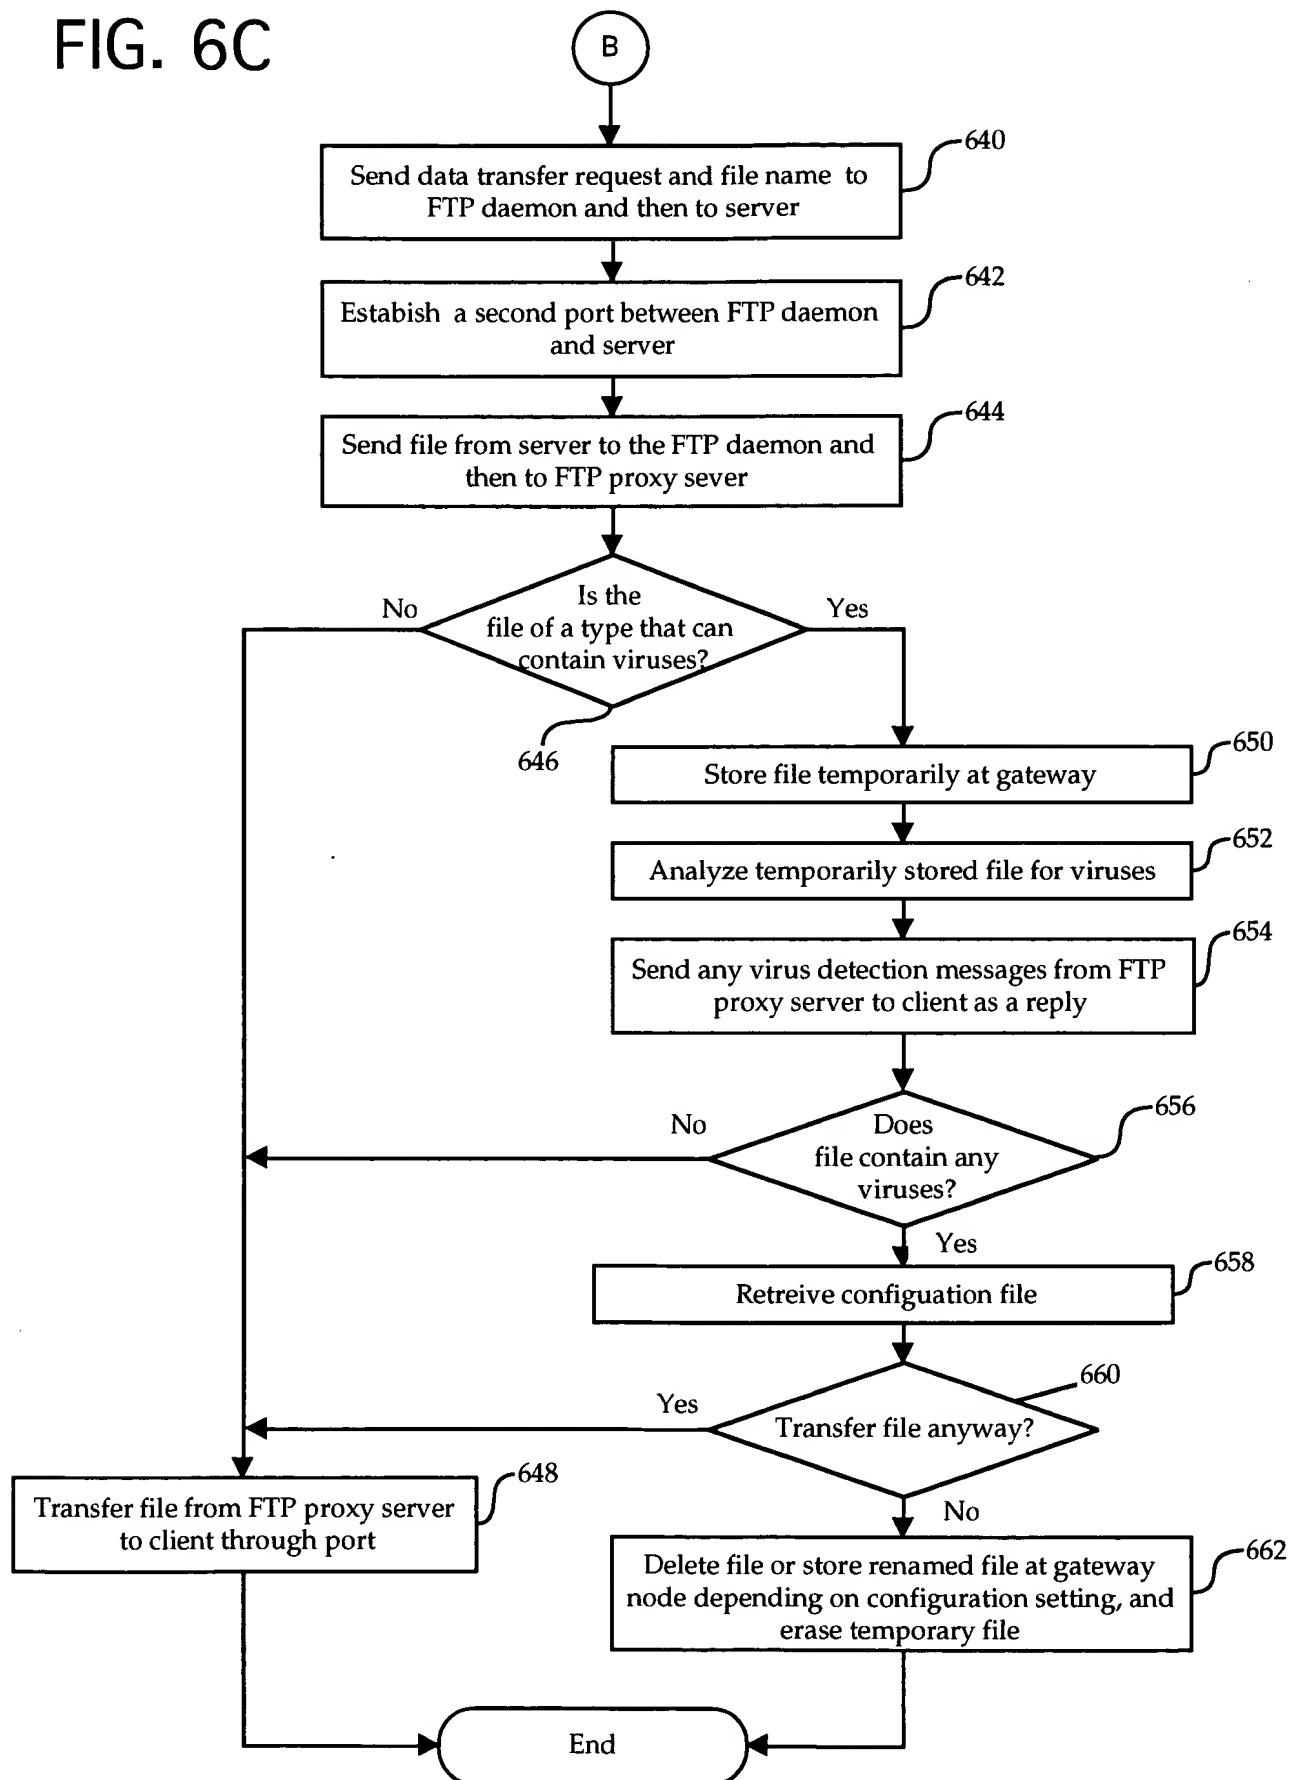 FIG. 6C
B
640
Send data transfer request and file name to
FTP daemon and then to server
642
Estabish a second port between FTP daemon
and server
644
Send file from server to the FTP daemon and
then to FTP proxy sever
No
Is the
file of a type that can
contain viruses?
Yes
646
650
Store file temporarily at gateway
652
Analyze temporarily stored file for viruses
654
Send any virus detection messages from FTP
proxy server to client as a reply
No
Does
file contain any
viruses?
656
Yes
658
Retreive configuation file
660
Yes
Transfer file anyway?
648
Transfer file from FTP proxy server
to client through port
No
662
Delete file or store renamed file at gateway
node depending on configuration setting, and
erase temporary file
End